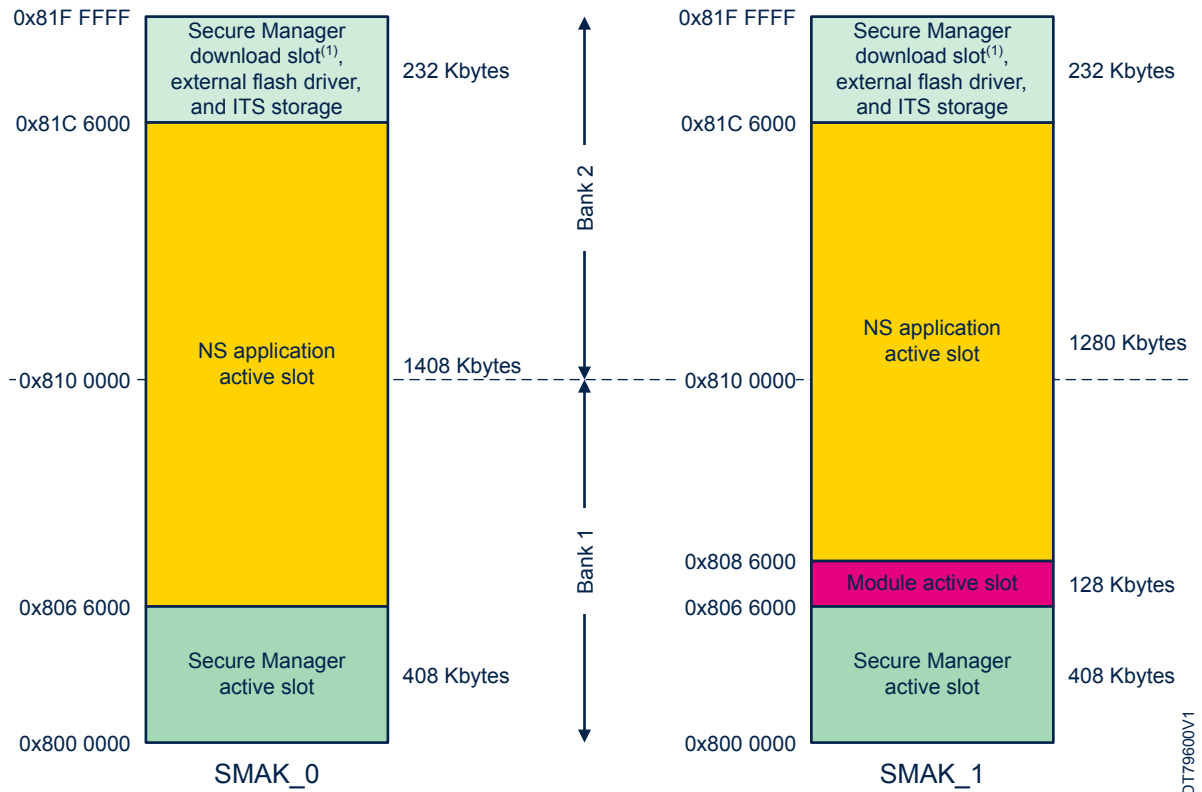 0x81F FFFF
Secure Manager
download slot(1),
external flash driver,
and ITS storage
232 Kbytes
0x81C 6000
NS application
active slot
1408 Kbytes
0x810 0000
0x806 6000
Secure Manager
active slot
408 Kbytes
0x800 0000
SMAK_0
Bank 2
Bank 1
0x81F FFFF
Secure Manager
download slot(1),
external flash driver,
and ITS storage
232 Kbytes
0x81C 6000
NS application
active slot
1280 Kbytes
0x810 0000
0x808 6000
Module active slot
128 Kbytes
0x806 6000
Secure Manager
active slot
408 Kbytes
0x800 0000
SMAK_1
DT79600V1